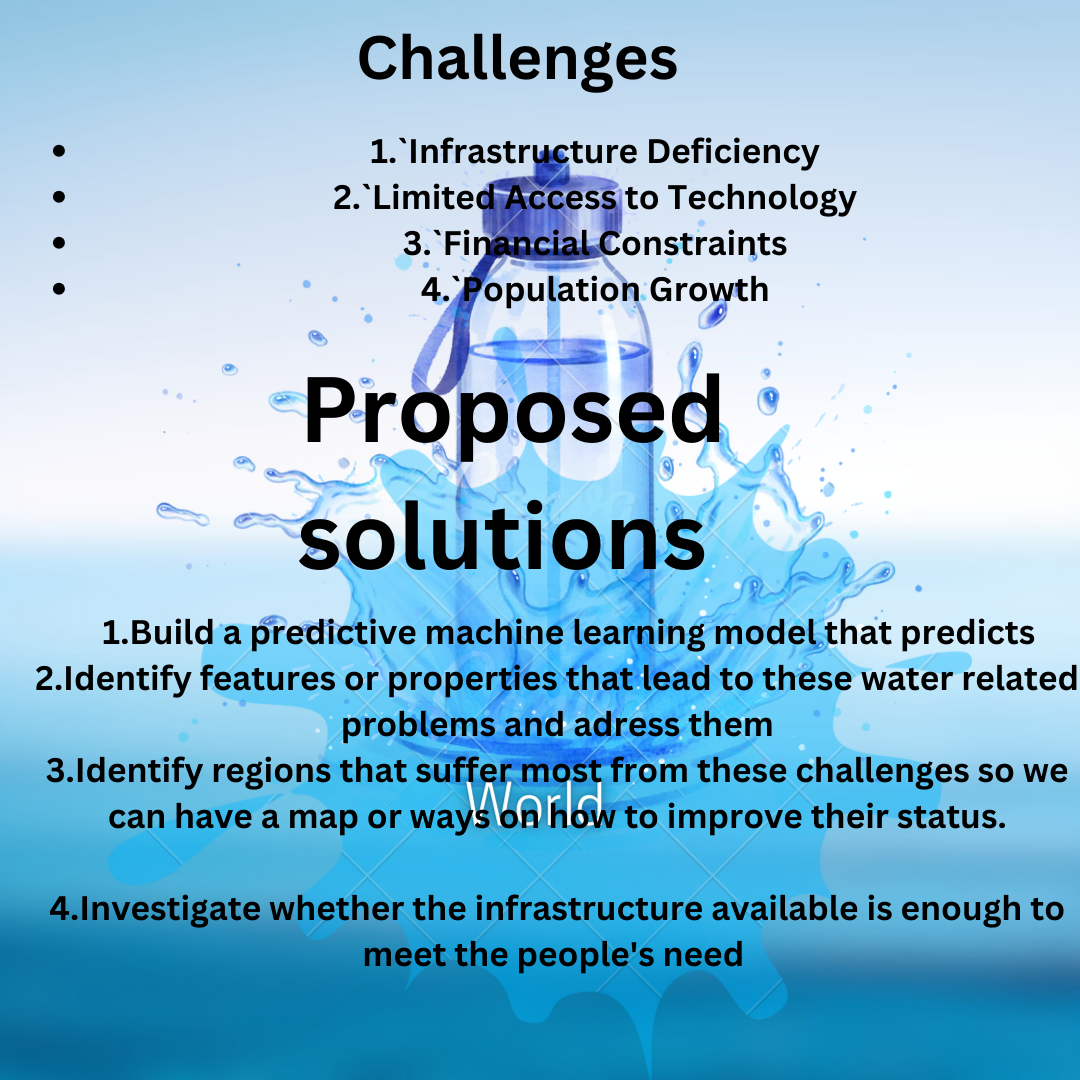 Challenges
• 1.`Infrastructure Deficiency
• 2.`Limited Access to Technology
• 3.`Financial Constraints
• 4.`Population Growth
Proposed
solutions
1.Build a predictive machine learning model that predicts
2.Identify features or properties that lead to these water related
problems and adress them
3.Identify regions that suffer most from these challenges so we
World
can have a map or ways on how to improve their status.
4.Investigate whether the infrastructure available is enough to
meet the people's need